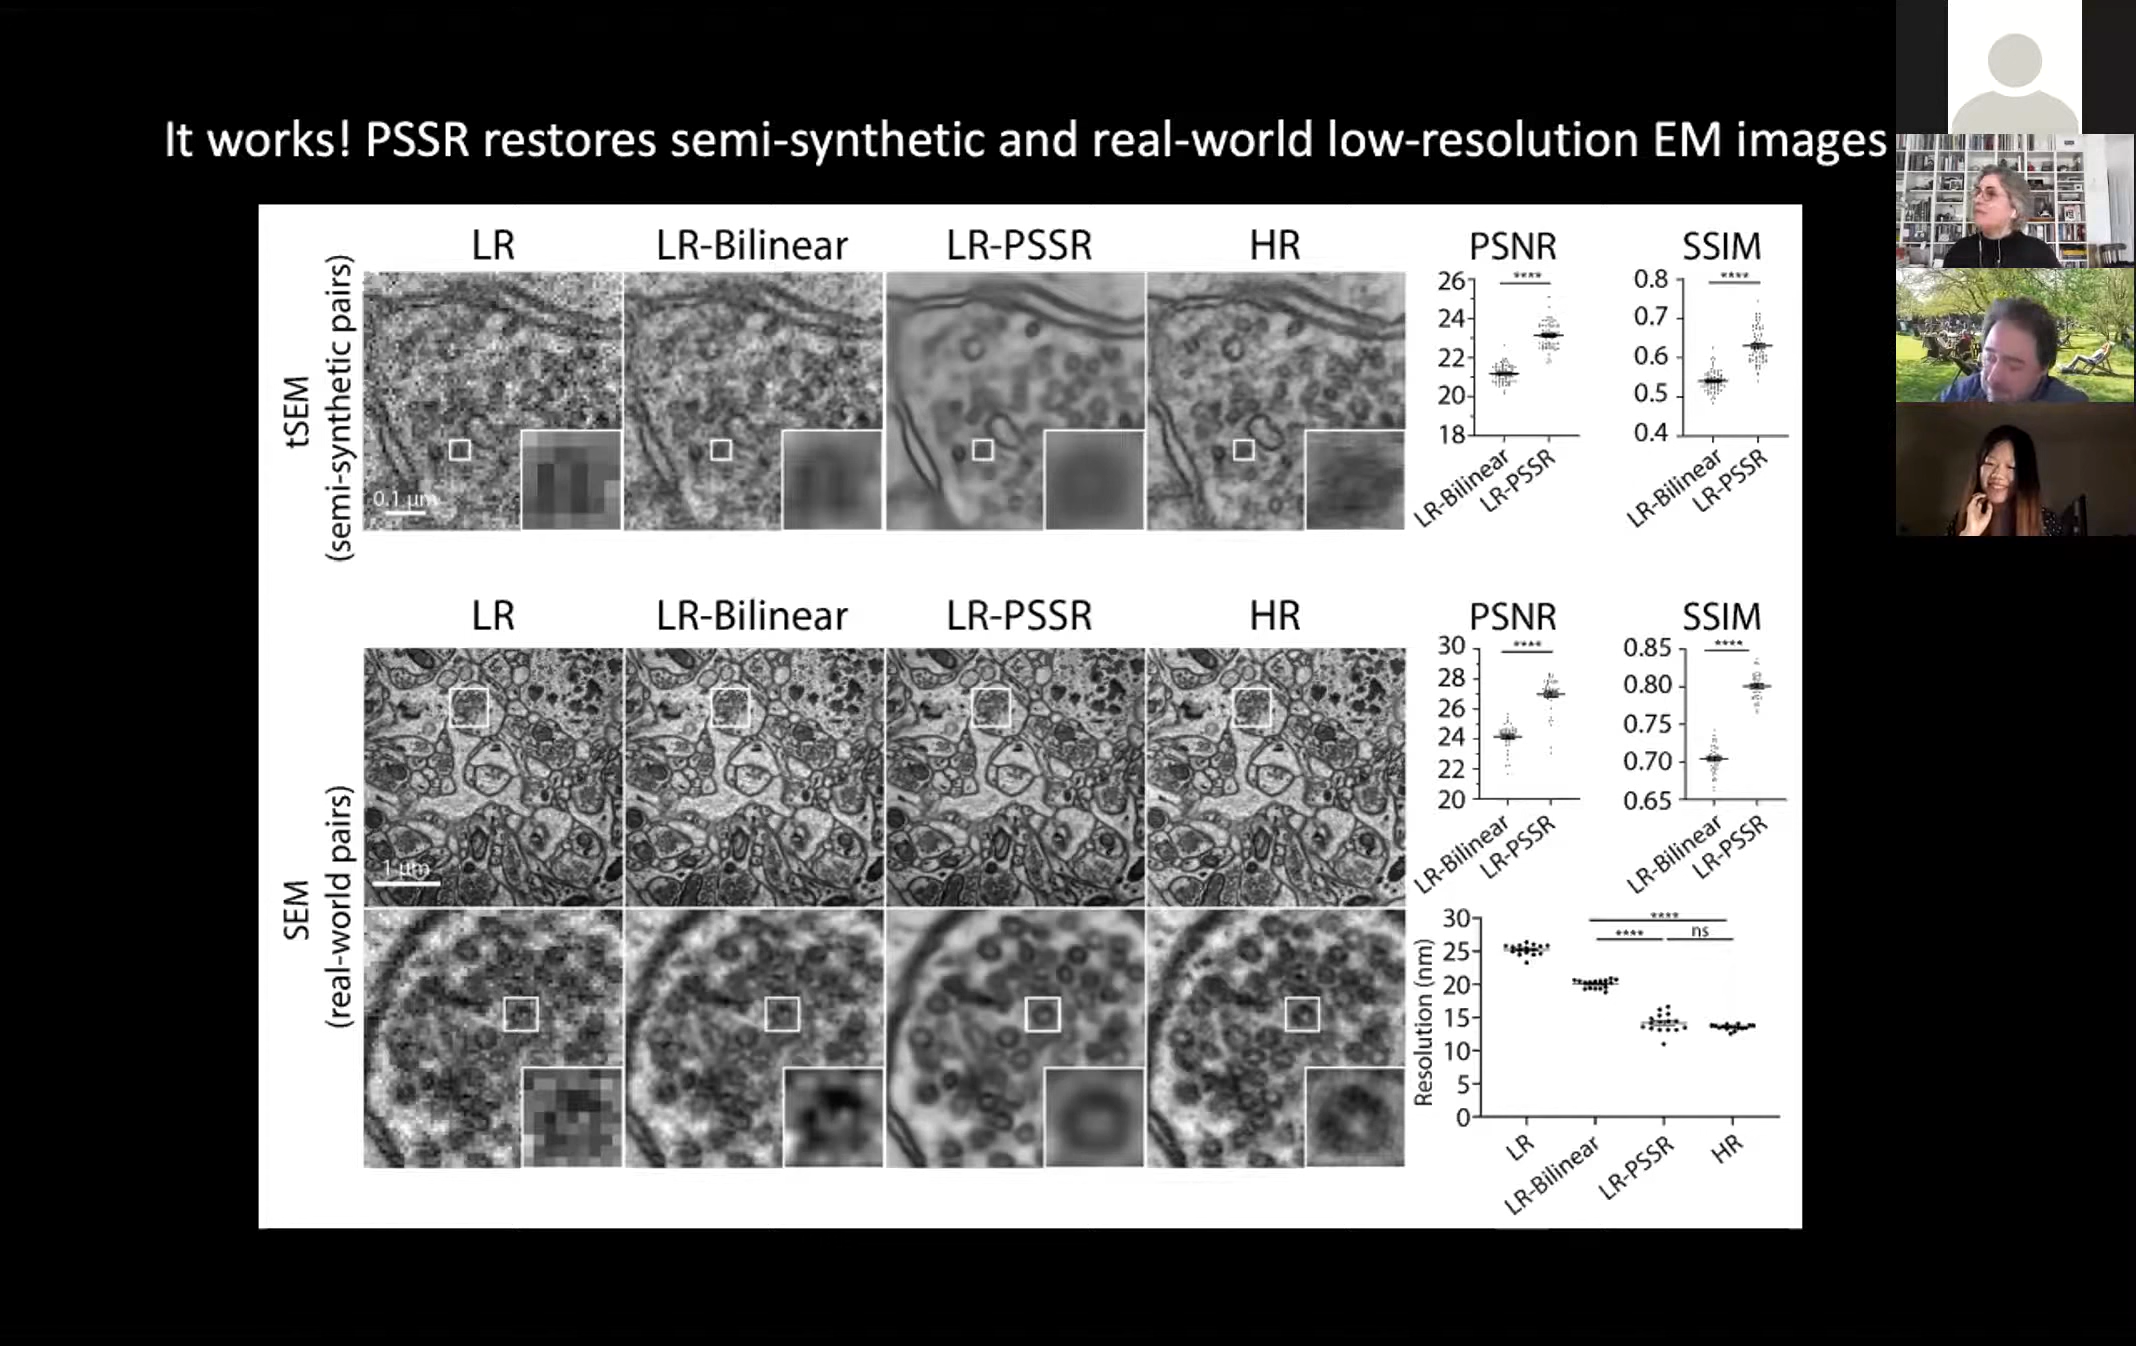 It works! PSSR restores semi-synthetic and real-world low-resolution EM images
LR LR-Bilinear LR-PSSR HR PSNR SSIM
tSEM
(semi-synthetic pairs)
0.1 µm
26
24
22
20
18
****
LR-Bilinear
LR-PSSR
0.8
0.7
0.6
0.5
0.4
****
LR-Bilinear
LR-PSSR
LR LR-Bilinear LR-PSSR HR PSNR SSIM
SEM
(real-world pairs)
1 µm
30
28
26
24
22
20
****
LR-Bilinear
LR-PSSR
0.85
0.80
0.75
0.70
0.65
****
LR-Bilinear
LR-PSSR
Resolution (nm)
30
25
20
15
10
5
0
****
**** ns
LR
LR-Bilinear
LR-PSSR
HR